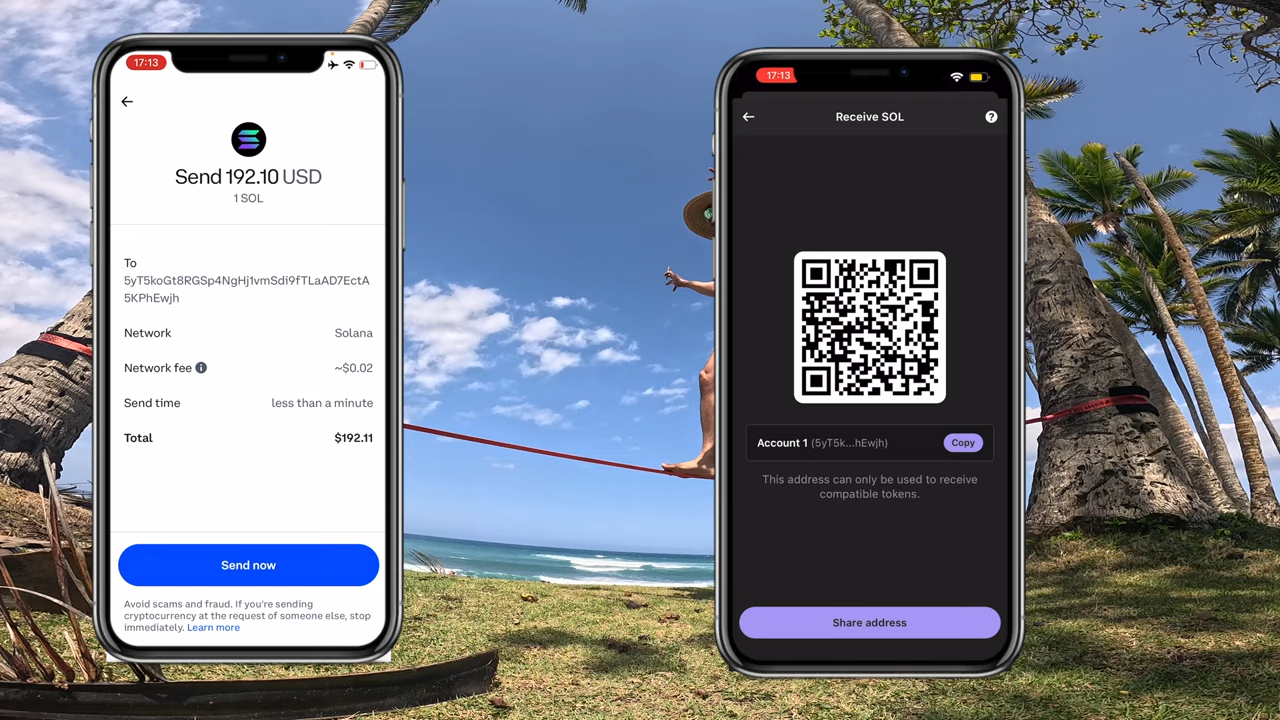 17:13
Send 192.10 USD
1 SOL
To
5yT5koGt8RGSp4NgHj1vmSdi9fTLaAD7EctA
5KPhEwjh
Network Solana
Network fee ~$0.02
Send time less than a minute
Total $192.11
Send now
Avoid scams and fraud. If you're sending
cryptocurrency at the request of someone else, stop
immediately. Learn more
17:13
Receive SOL
?
Account 1 (5yT5k...hEwjh) Copy
This address can only be used to receive
compatible tokens.
Share address